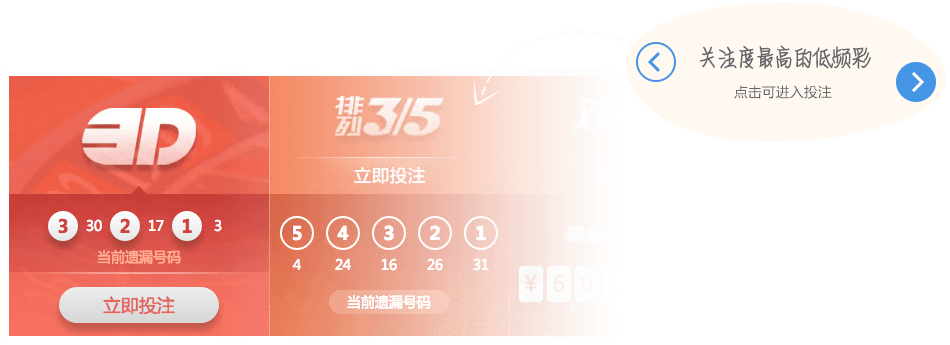 关注度最高的低频彩
点击可进入投注
3D
3 30 2 17 1 3
当前遗漏号码
立即投注
排列3/5
立即投注
5 4 3 2 1
4 24 16 26 31
当前遗漏号码
¥ 6 0